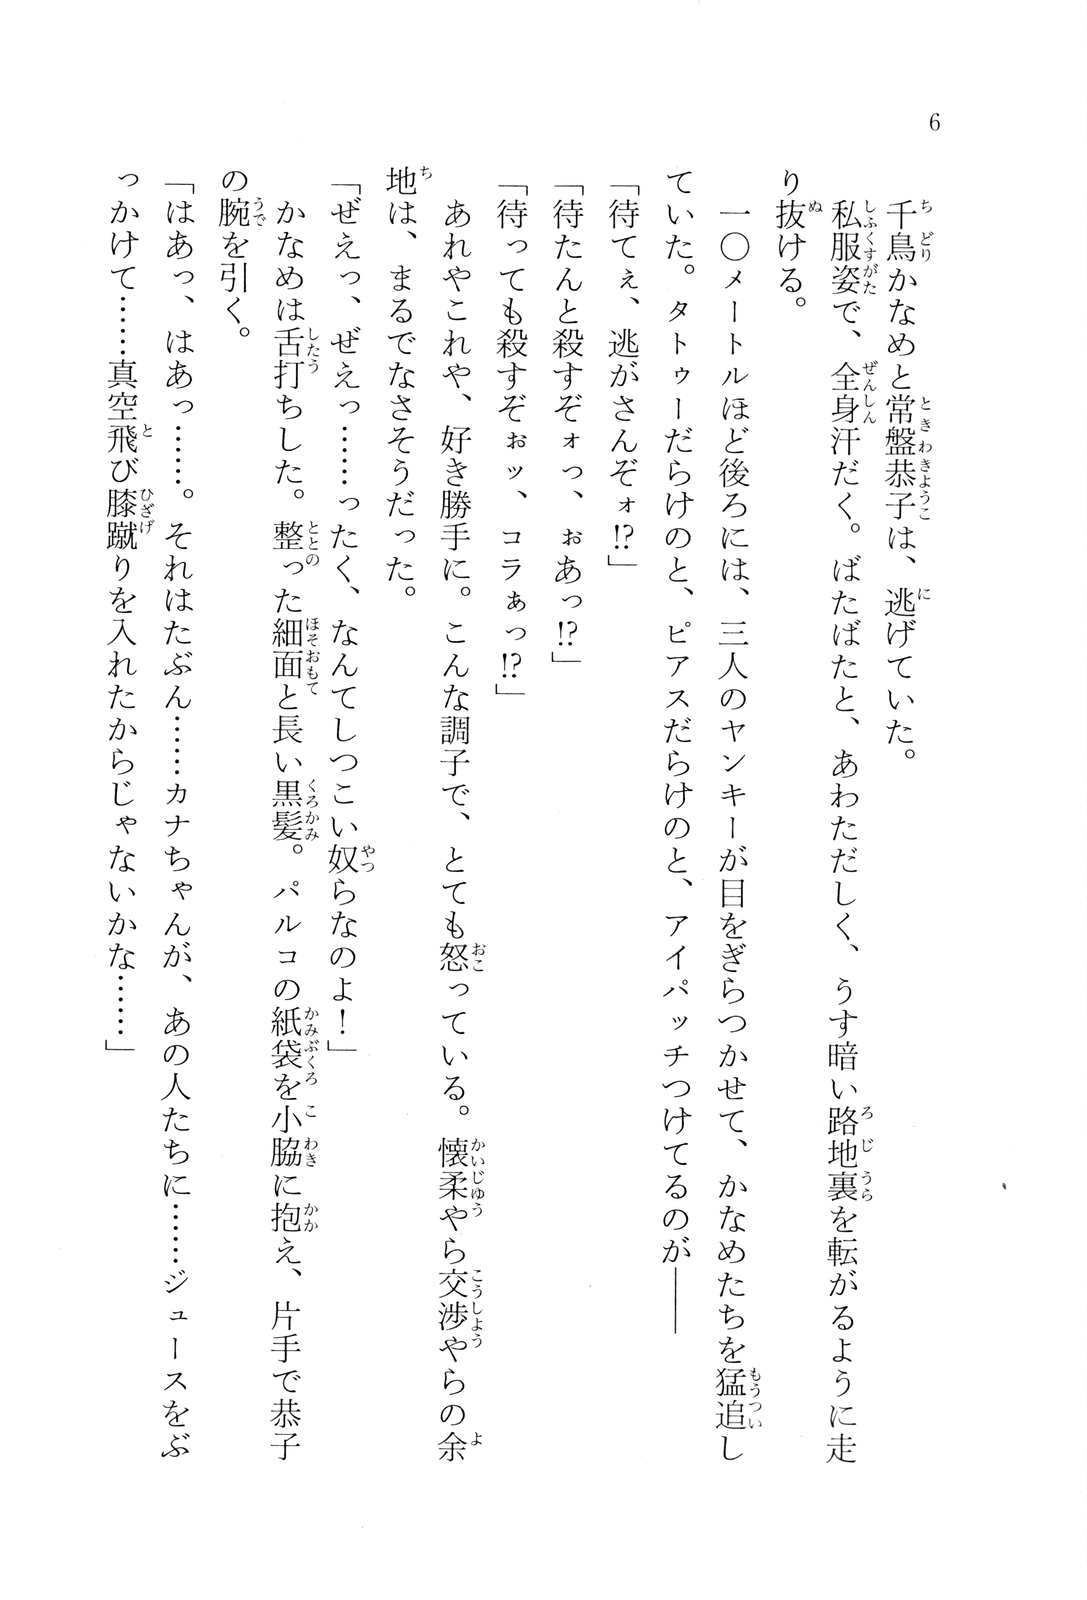 6
千鳥かなめと常盤恭子は、逃げていた。
私服姿で、全身汗だく。ばたばたと、あわただしく、うす暗い路地裏を転がるように走
り抜ける。
一〇メートルほど後ろには、三人のヤンキーが目をぎらつかせて、かなめたちを猛追し
ていた。タトゥーだらけのと、ピアスだらけのと、アイパッチつけてるのが――
「待てぇ、逃がさんぞォ!?」
「待たんと殺すぞォっ、ぉあっ!?」
「待っても殺すぞぉッ、コラぁっ!?」
あれやこれや、好き勝手に。こんな調子で、とても怒っている。懐柔やら交渉やらの余
地は、まるでなさそうだった。
「ぜえっ、ぜえっ……ったく、なんてしつこい奴らなのよ！」
かなめは舌打ちした。整った細面と長い黒髪。パルコの紙袋を小脇に抱え、片手で恭子
の腕を引く。
「はあっ、はあっ……。それはたぶん……カナちゃんが、あの人たちに……ジュースをぶ
っかけて……真空飛び膝蹴りを入れたからじゃないかな……」